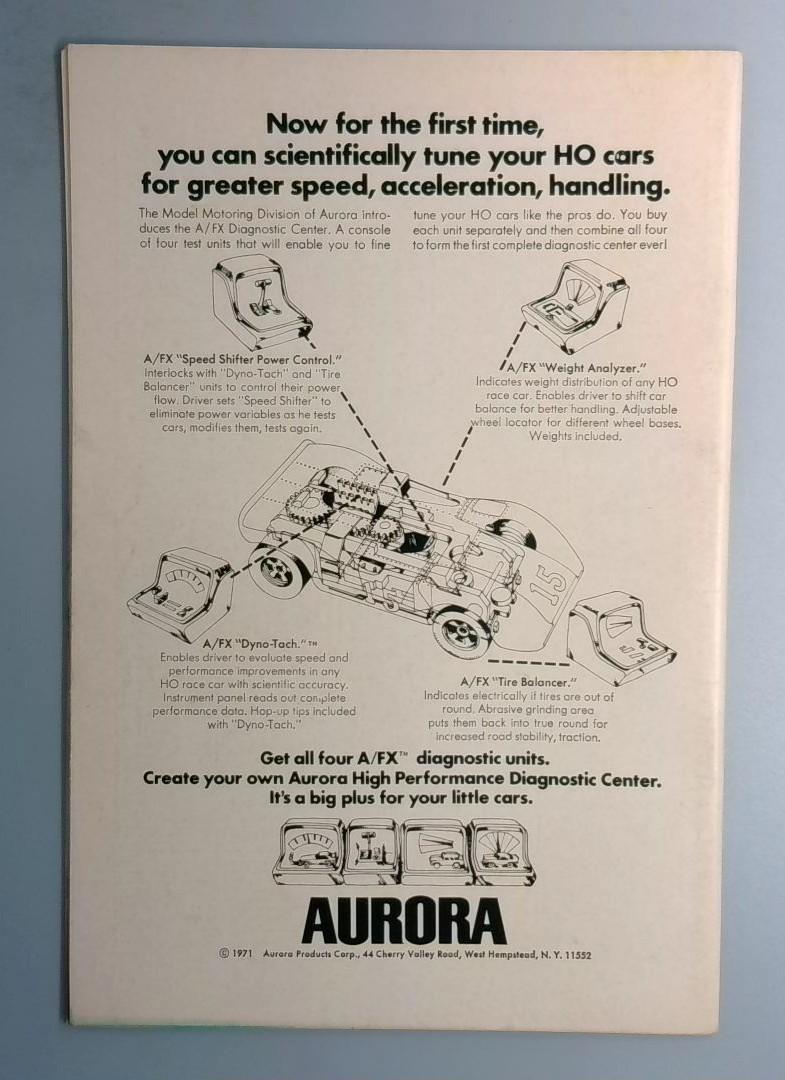 Now for the first time,
you can scientifically tune your HO cars
for greater speed, acceleration, handling.
The Model Motoring Division of Aurora intro-
duces the A/FX Diagnostic Center. A console
of four test units that will enable you to fine
tune your HO cars like the pros do. You buy
each unit separately and then combine all four
to form the first complete diagnostic center ever!
A/FX "Speed Shifter Power Control."
Interlocks with "Dyno-Tach" and "Tire
Balancer" units to control their power
flow. Driver sets "Speed Shifter" to
eliminate power variables as he tests
cars, modifies them, tests again.
A/FX "Weight Analyzer."
Indicates weight distribution of any HO
race car. Enables driver to shift car
balance for better handling. Adjustable
wheel locator for different wheel bases.
Weights included.
15
A/FX "Dyno-Tach."™
Enables driver to evaluate speed and
performance improvements in any
HO race car with scientific accuracy.
Instrument panel reads out complete
performance data. Hop-up tips included
with "Dyno-Tach."
A/FX "Tire Balancer."
Indicates electrically if tires are out of
round. Abrasive grinding area
puts them back into true round for
increased road stability, traction.
Get all four A/FX™ diagnostic units.
Create your own Aurora High Performance Diagnostic Center.
It's a big plus for your little cars.
AURORA
© 1971 Aurora Products Corp., 44 Cherry Valley Road, West Hempstead, N. Y. 11552